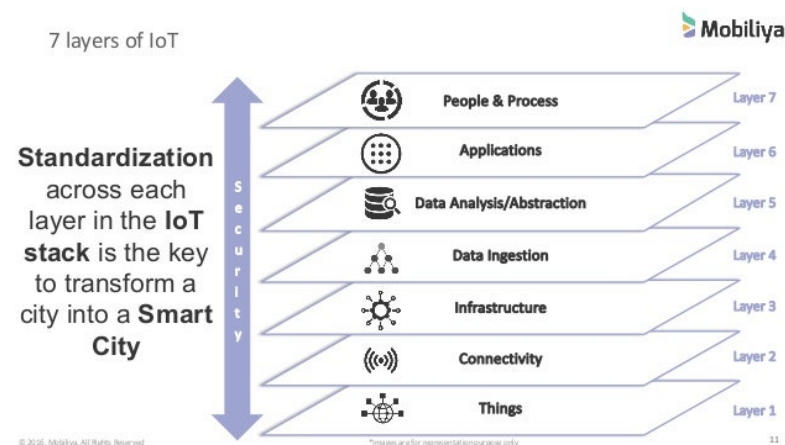 7 layers of IoT
Mobiliya
Standardization
across each
layer in the IoT
stack is the key
to transform a
city into a Smart
City
Security
People & Process
Layer 7
Applications
Layer 6
Data Analysis/Abstraction
Layer 5
Data Ingestion
Layer 4
Infrastructure
Layer 3
Connectivity
Layer 2
Things
Layer 1
© 2016, Mobiliya. All Rights Reserved
*Images are for representation purpose only
11